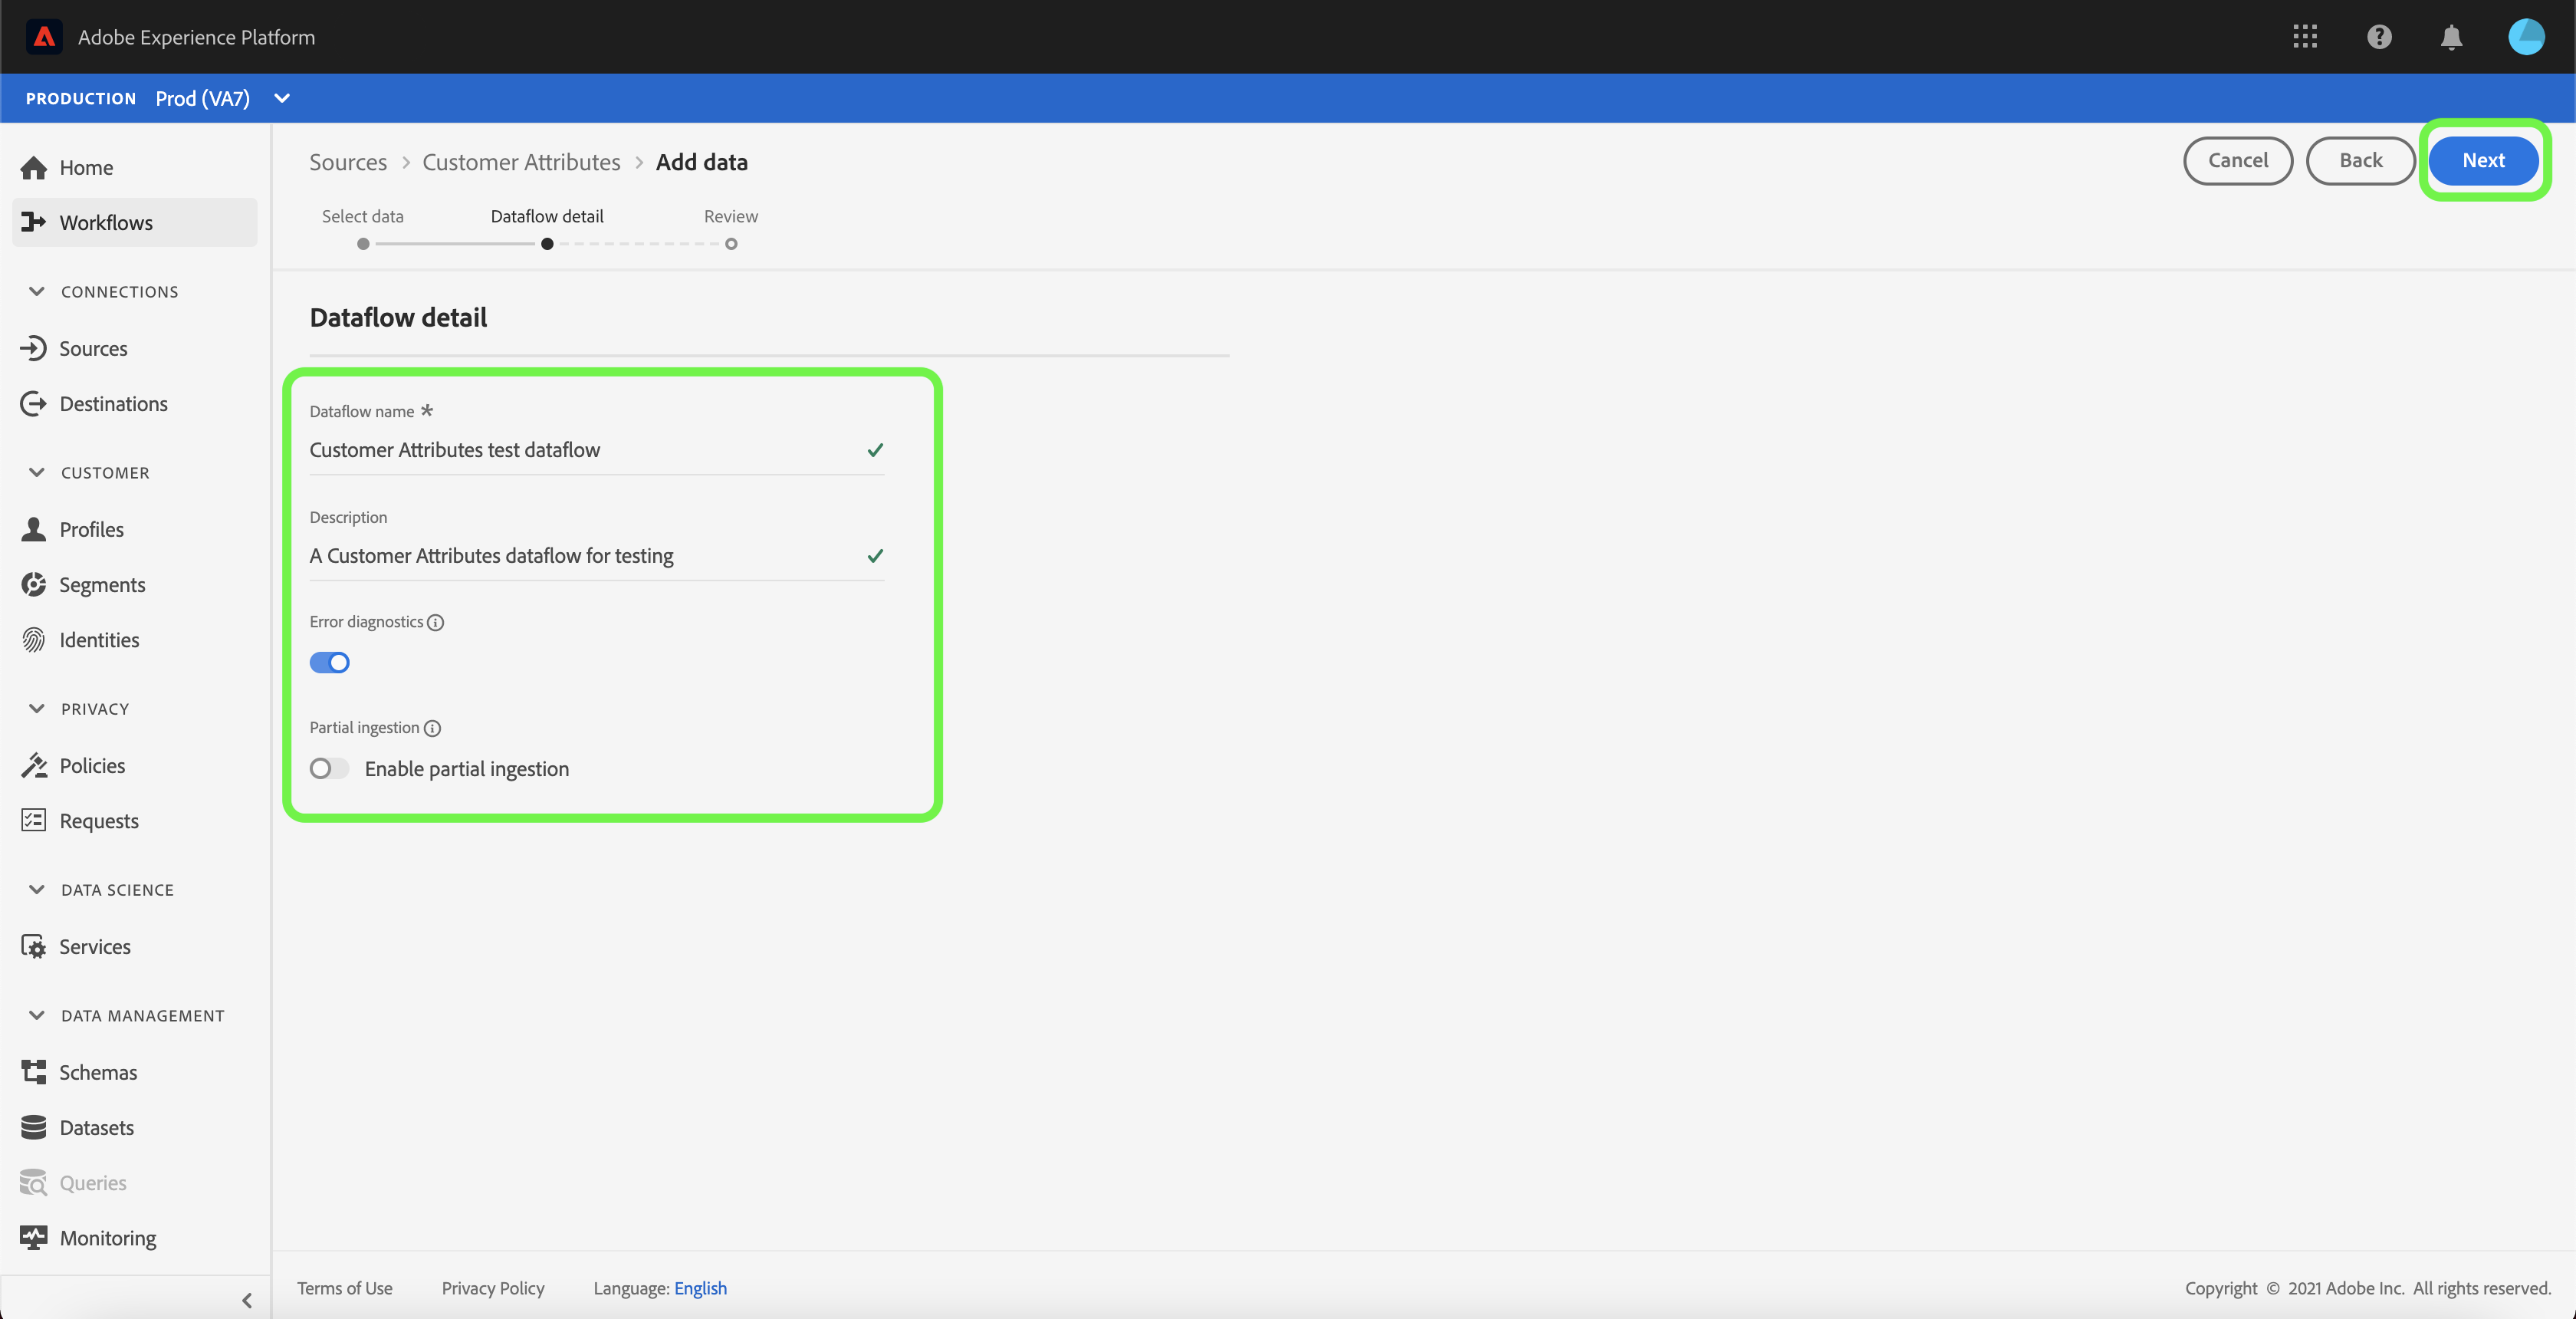 Adobe Experience Platform
PRODUCTION Prod (VA7)
Home
Workflows
CONNECTIONS
Sources
Destinations
CUSTOMER
Profiles
Segments
Identities
PRIVACY
Policies
Requests
DATA SCIENCE
Services
DATA MANAGEMENT
Schemas
Datasets
Queries
Monitoring
Sources > Customer Attributes > Add data
Cancel Back Next
Select data Dataflow detail Review
Dataflow detail
Dataflow name *
Customer Attributes test dataflow
Description
A Customer Attributes dataflow for testing
Error diagnostics
Partial ingestion
Enable partial ingestion
Terms of Use Privacy Policy Language: English Copyright © 2021 Adobe Inc. All rights reserved.